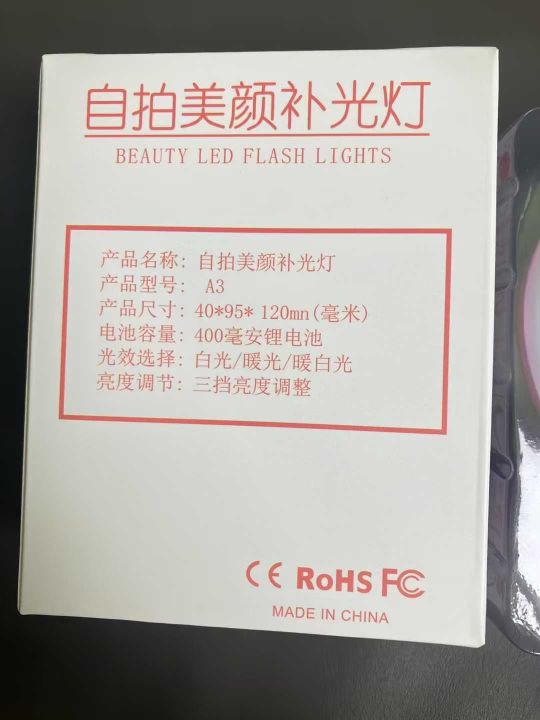 自拍美颜补光灯
BEAUTY LED FLASH LIGHTS
产品名称: 自拍美颜补光灯
产品型号: A3
产品尺寸: 40*95* 120mn(毫米)
电池容量: 400毫安锂电池
光效选择: 白光/暖光/暖白光
亮度调节: 三挡亮度调整
CE RoHS FC
MADE IN CHINA